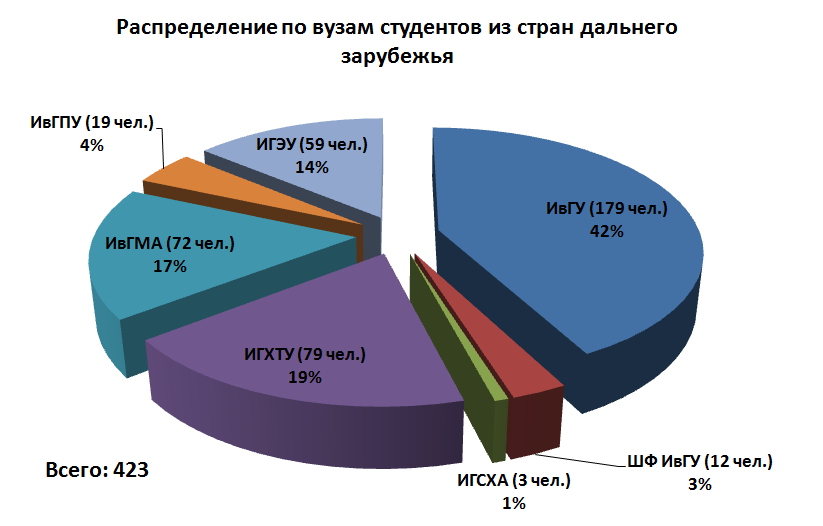 Распределение по вузам студентов из стран дальнего
зарубежья
ИвГПУ (19 чел.)
4%
ИГЭУ (59 чел.)
14%
ИвГУ (179 чел.)
42%
ИвГМА (72 чел.)
17%
ИГХТУ (79 чел.)
19%
ШФ ИвГУ (12 чел.)
3%
ИГСХА (3 чел.)
1%
Всего: 423